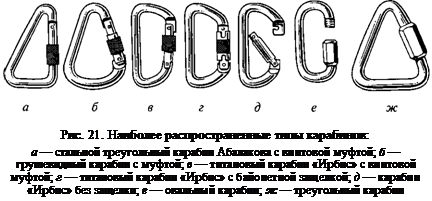 а б в г д е ж
Рис. 21. Наиболее распространенные типы карабинов:
а — стальной треугольный карабин Абалакова с винтовой муфтой; б —
грушевидный карабин с муфтой; в — титановый карабин «Ирбис» с винтовой
муфтой; г — титановый карабин «Ирбис» с байонетной защелкой; д — карабин
«Ирбис» без защелки; е — овальный карабин; ж — треугольный карабин